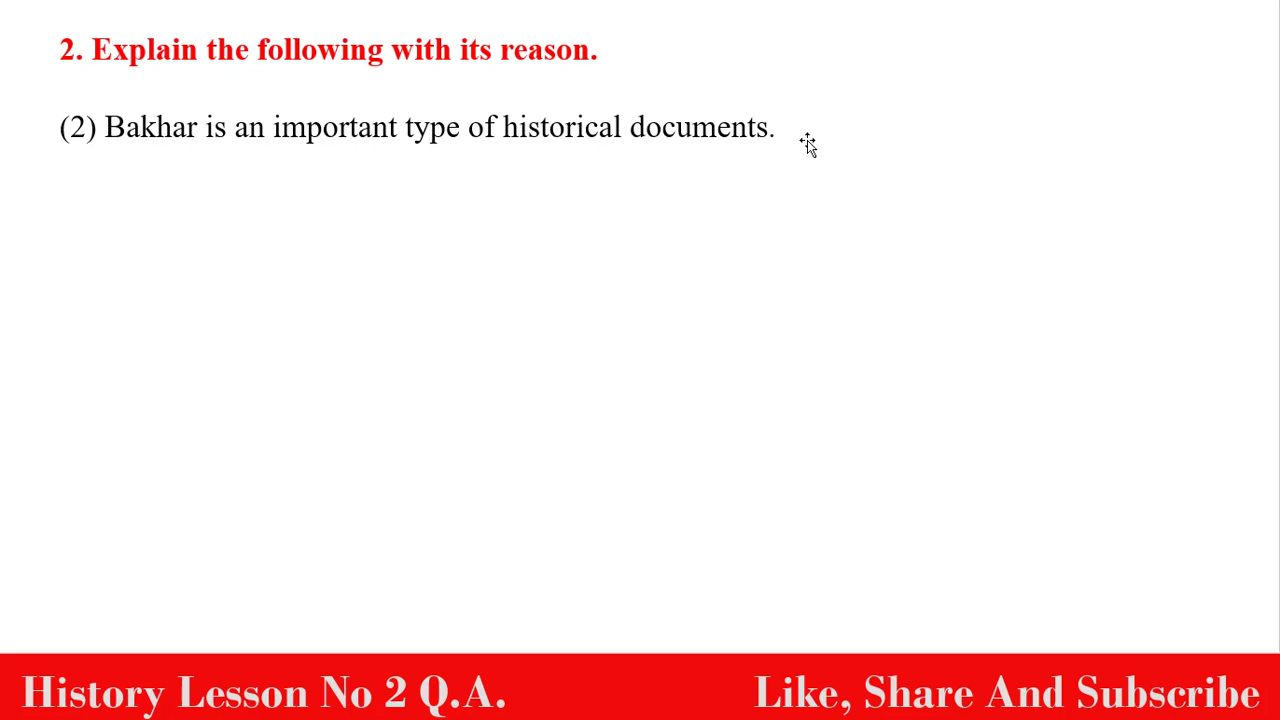 2. Explain the following with its reason.
(2) Bakhar is an important type of historical documents.
History Lesson No 2 Q.A.
Like, Share And Subscribe